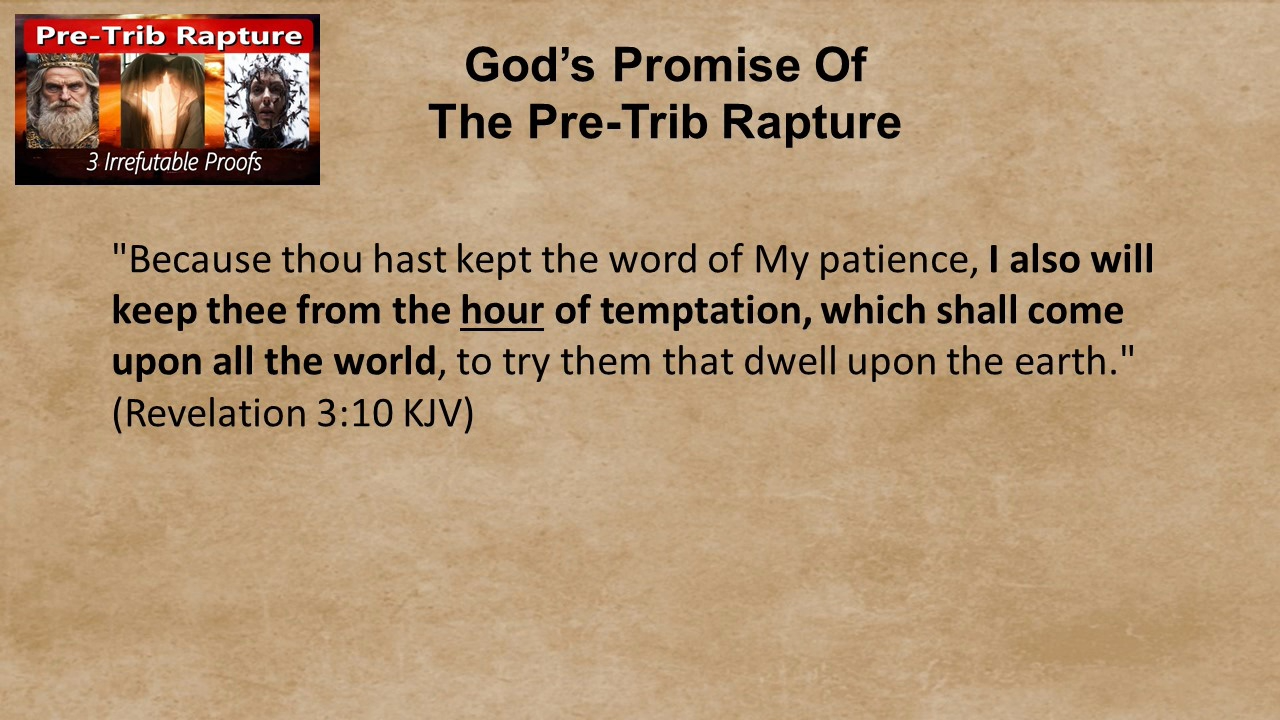 Pre-Trib Rapture
3 Irrefutable Proofs
God’s Promise Of
The Pre-Trib Rapture
"Because thou hast kept the word of My patience, I also will
keep thee from the hour of temptation, which shall come
upon all the world, to try them that dwell upon the earth."
(Revelation 3:10 KJV)